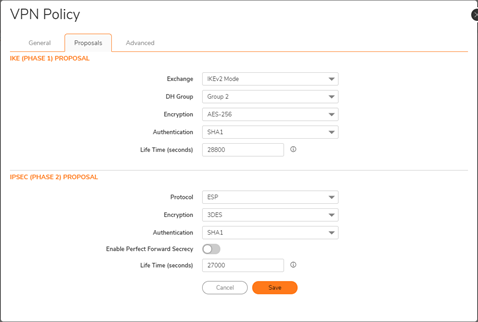 VPN Policy
General Proposals Advanced
IKE (PHASE 1) PROPOSAL
Exchange IKEv2 Mode
DH Group Group 2
Encryption AES-256
Authentication SHA1
Life Time (seconds) 28800
IPSEC (PHASE 2) PROPOSAL
Protocol ESP
Encryption 3DES
Authentication SHA1
Enable Perfect Forward Secrecy
Life Time (seconds) 27000
Cancel Save